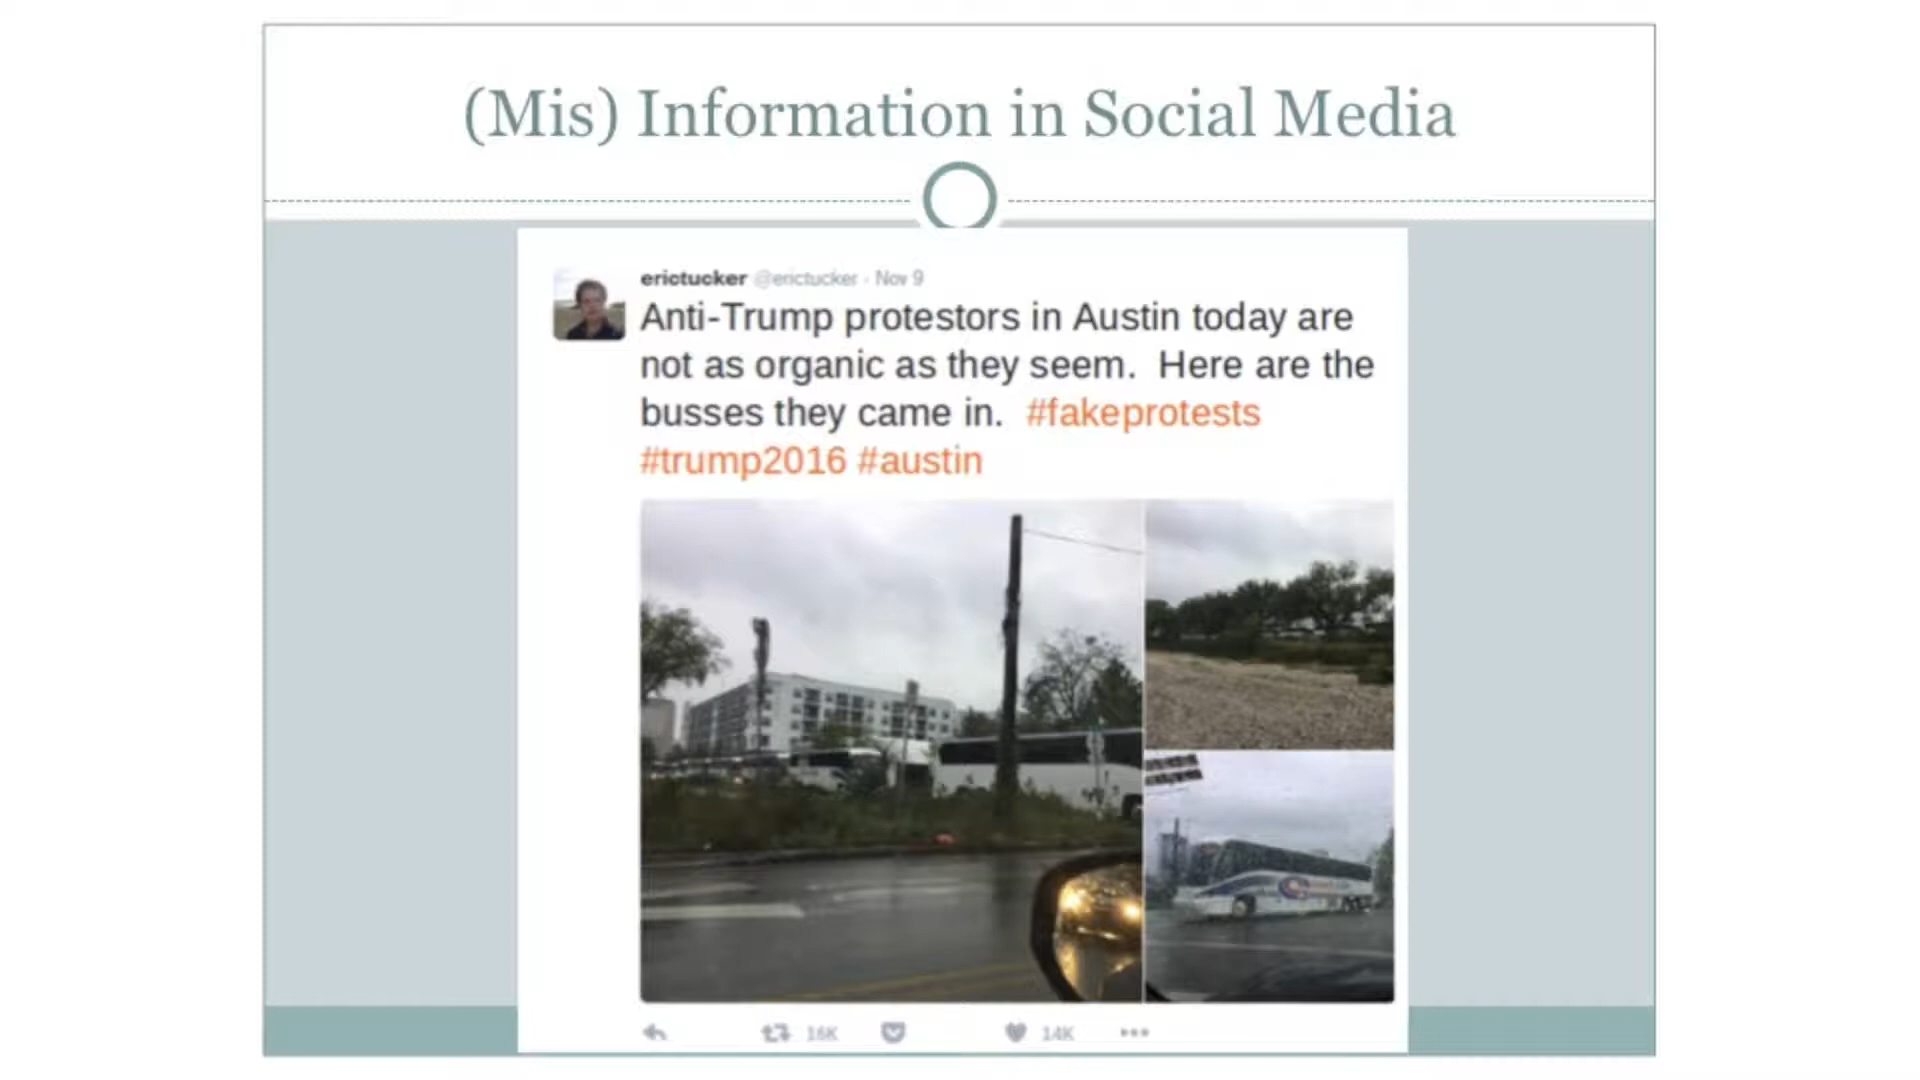 (Mis) Information in Social Media
erictucker @erictucker · Nov 9
Anti-Trump protestors in Austin today are
not as organic as they seem. Here are the
busses they came in. #fakeprotests
#trump2016 #austin
16K 14K